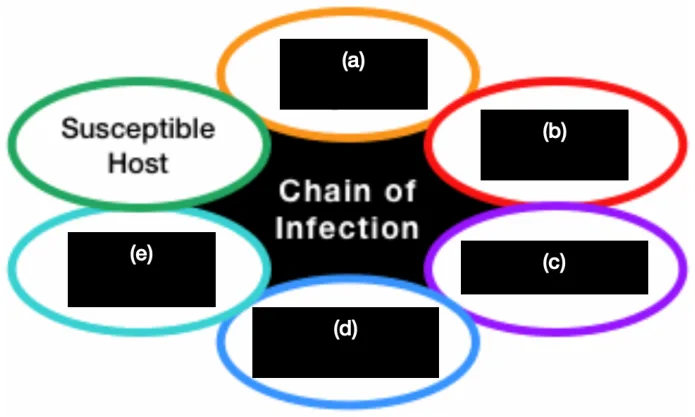 (a)
(b)
Susceptible
Host
Chain of
Infection
(e)
(c)
(d)